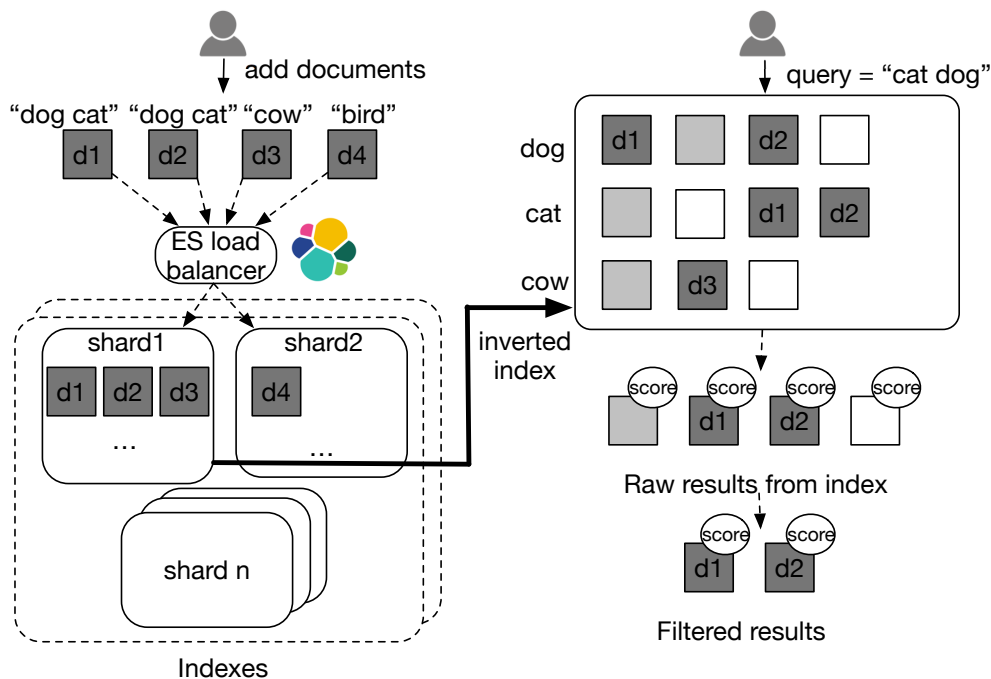 add documents
“dog cat” “dog cat” “cow” “bird”
d1 d2 d3 d4
ES load
balancer
shard1
d1 d2 d3
...
shard2
d4
...
shard n
Indexes
inverted
index
query = “cat dog”
dog d1 d2
cat d1 d2
cow d3
score score score score
d1 d2
Raw results from index
score score
d1 d2
Filtered results